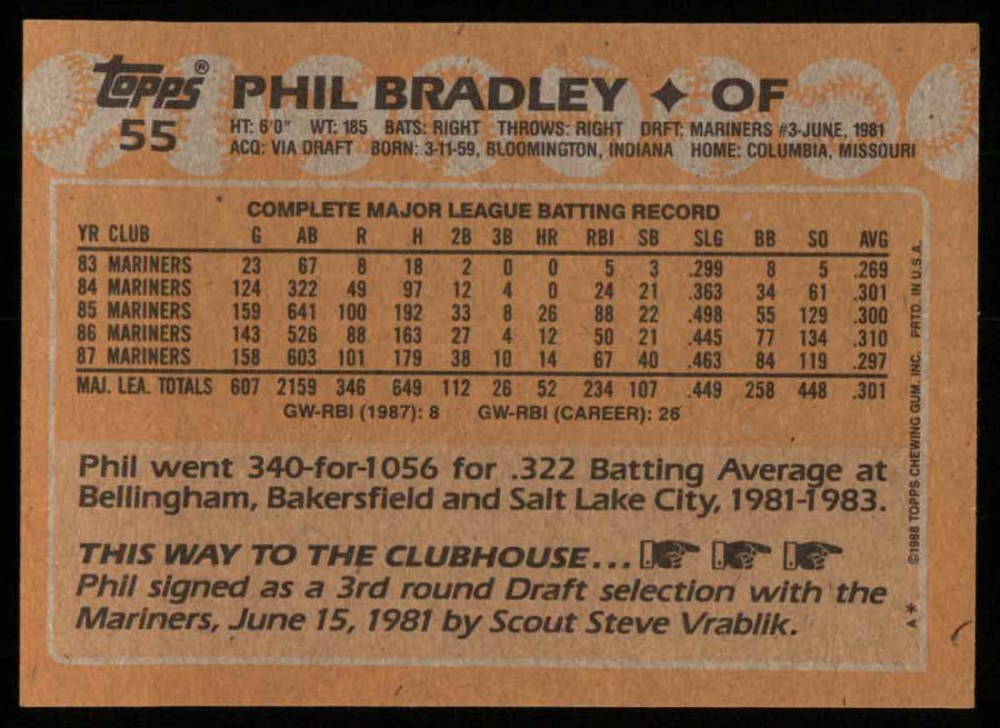 Topps® PHIL BRADLEY ✦ OF
55
HT: 6'0" WT: 185 BATS: RIGHT THROWS: RIGHT DRFT: MARINERS #3-JUNE, 1981
ACQ: VIA DRAFT BORN: 3-11-59, BLOOMINGTON, INDIANA HOME: COLUMBIA, MISSOURI
COMPLETE MAJOR LEAGUE BATTING RECORD
YR CLUB G AB R H 2B 3B HR RBI SB SLG BB SO AVG
83 MARINERS 23 67 8 18 2 0 0 5 3 .299 8 5 .269
84 MARINERS 124 322 49 97 12 4 0 24 21 .363 34 61 .301
85 MARINERS 159 641 100 192 33 8 26 88 22 .498 55 129 .300
86 MARINERS 143 526 88 163 27 4 12 50 21 .445 77 134 .310
87 MARINERS 158 603 101 179 38 10 14 67 40 .463 84 119 .297
MAJ. LEA. TOTALS 607 2159 346 649 112 26 52 234 107 .449 258 448 .301
GW-RBI (1987): 8 GW-RBI (CAREER): 26
Phil went 340-for-1056 for .322 Batting Average at
Bellingham, Bakersfield and Salt Lake City, 1981-1983.
THIS WAY TO THE CLUBHOUSE...
Phil signed as a 3rd round Draft selection with the
Mariners, June 15, 1981 by Scout Steve Vrablik.
©1988 TOPPS CHEWING GUM, INC. PRTD. IN U.S.A.
A*